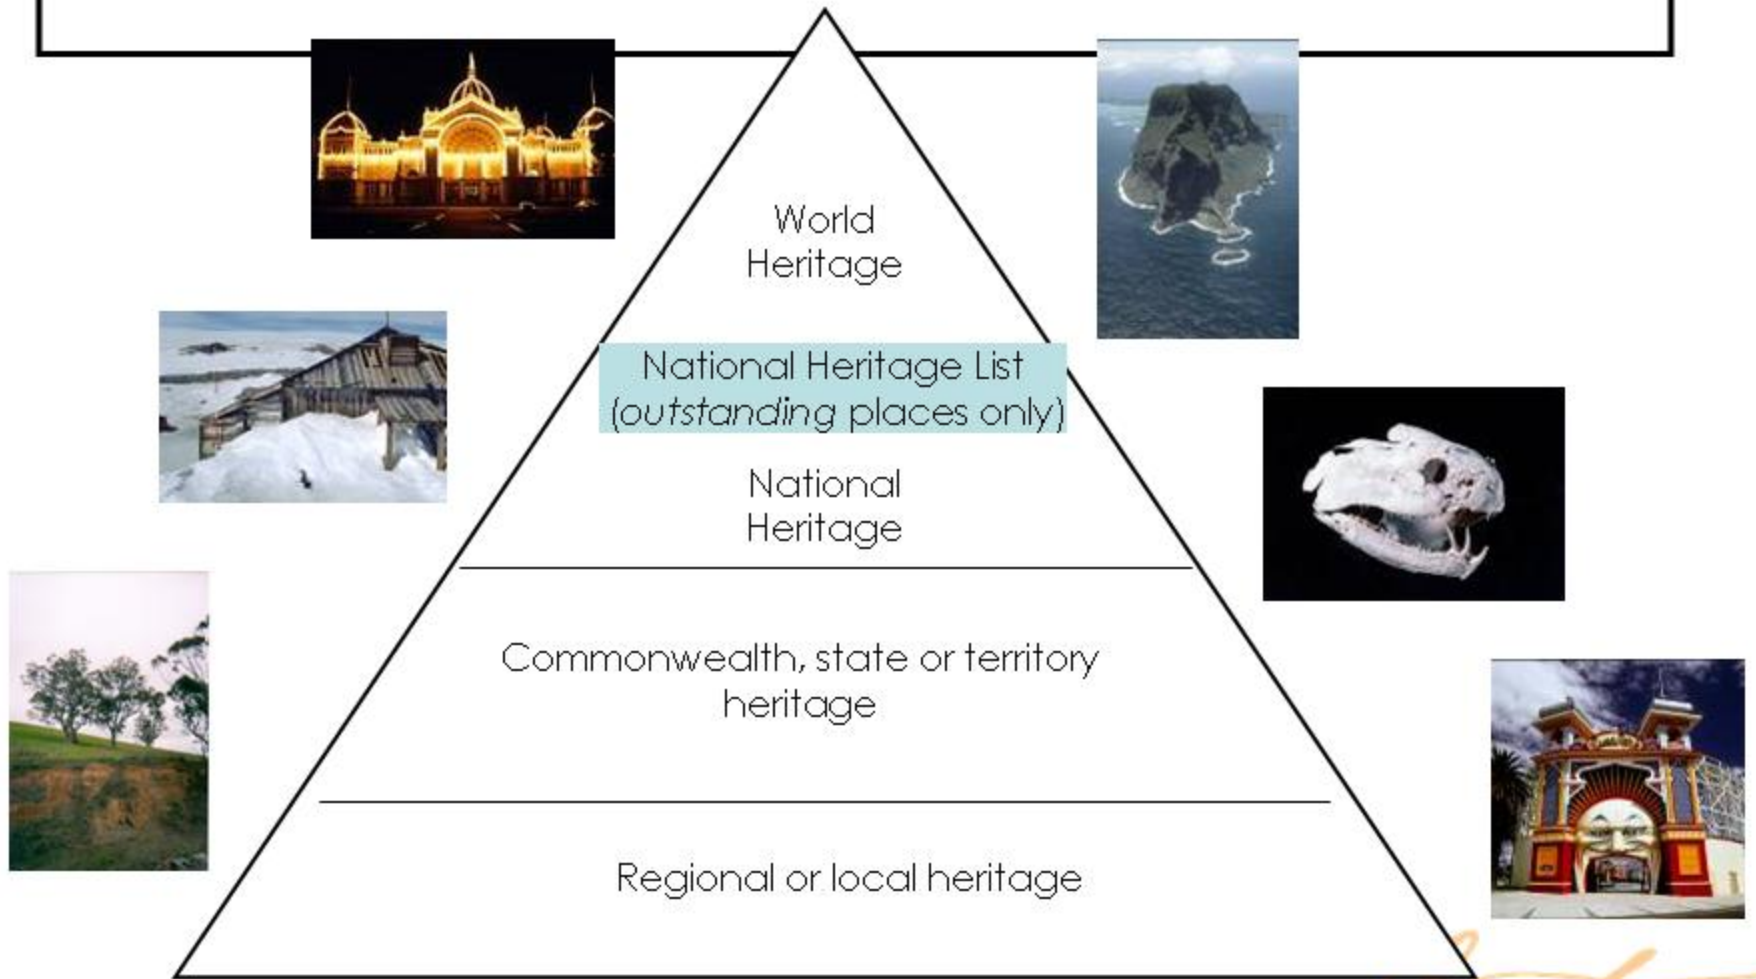 World
Heritage
National Heritage List
(outstanding places only)
National
Heritage
Commonwealth, state or territory
heritage
Regional or local heritage